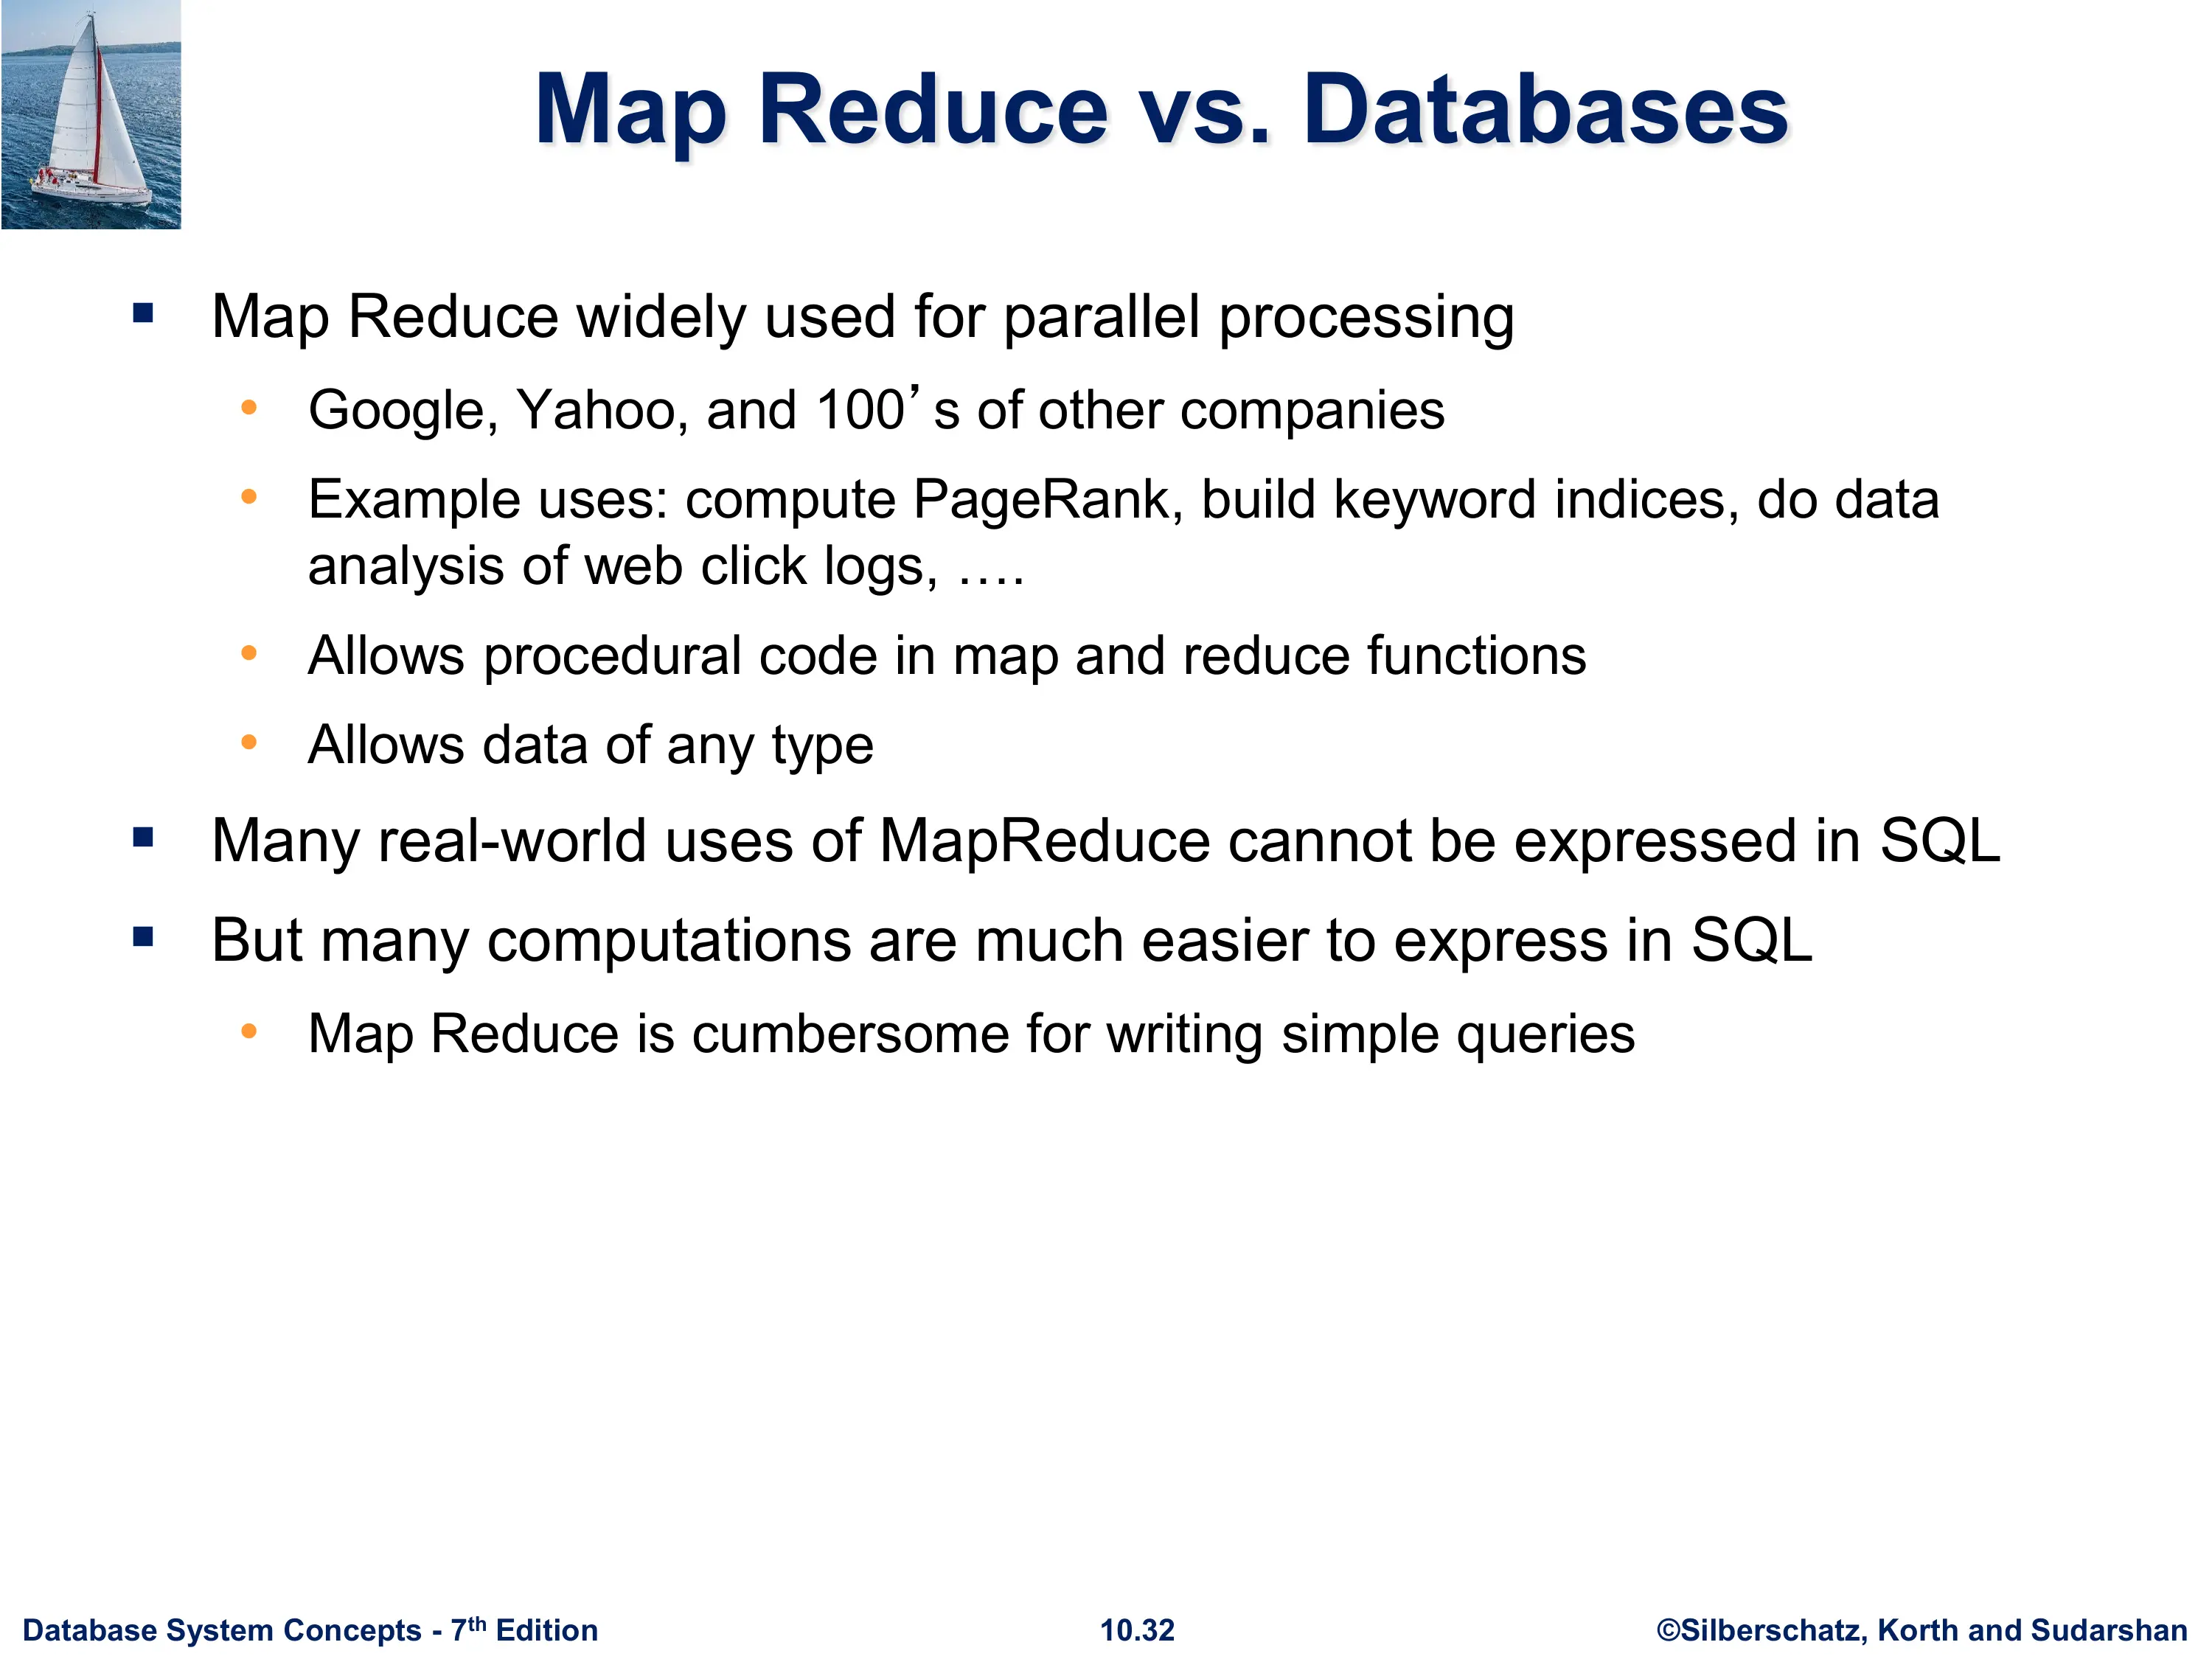 Map Reduce vs. Databases
▪ Map Reduce widely used for parallel processing
• Google, Yahoo, and 100’s of other companies
• Example uses: compute PageRank, build keyword indices, do data
analysis of web click logs, ….
• Allows procedural code in map and reduce functions
• Allows data of any type
▪ Many real-world uses of MapReduce cannot be expressed in SQL
▪ But many computations are much easier to express in SQL
• Map Reduce is cumbersome for writing simple queries
Database System Concepts - 7th Edition
10.32
©Silberschatz, Korth and Sudarshan